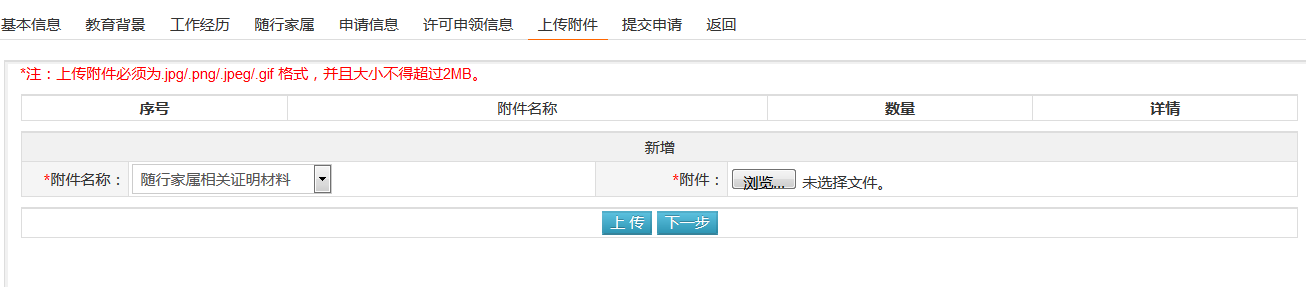 基本信息 教育背景 工作经历 随行家属 申请信息 许可申领信息 上传附件 提交申请 返回
*注：上传附件必须为.jpg/.png/.jpeg/.gif 格式，并且大小不得超过2MB。
序号 附件名称 数量 详情
新增
*附件名称： 随行家属相关证明材料 *附件： 浏览... 未选择文件。
上 传 下一步